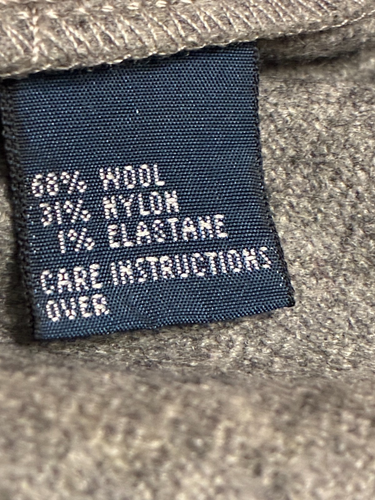 68% WOOL
31% NYLON
1% ELASTANE
CARE INSTRUCTIONS
OVER